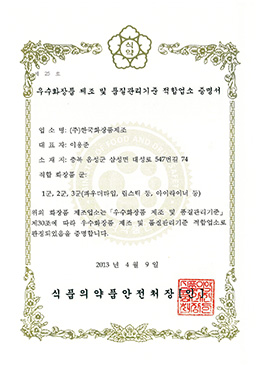 식약
제 25 호
우수화장품 제조 및 품질관리기준 적합업소 증명서
업 소 명: (주)한국화장품제조
대 표 자: 이용준
소 재 지: 충북 음성군 삼성면 대성로 547번길 74
적합 화장품 군:
1군, 2군, 3군(파우더타입, 립스틱 등, 아이라이너 등)
위의 화장품 제조업소는 「우수화장품 제조 및 품질관리기준」
제30조에 따라 우수화장품 제조 및 품질관리기준 적합업소로
판정되었음을 증명합니다.
2013 년 4 월 9 일
식품의약품안전처장[인]